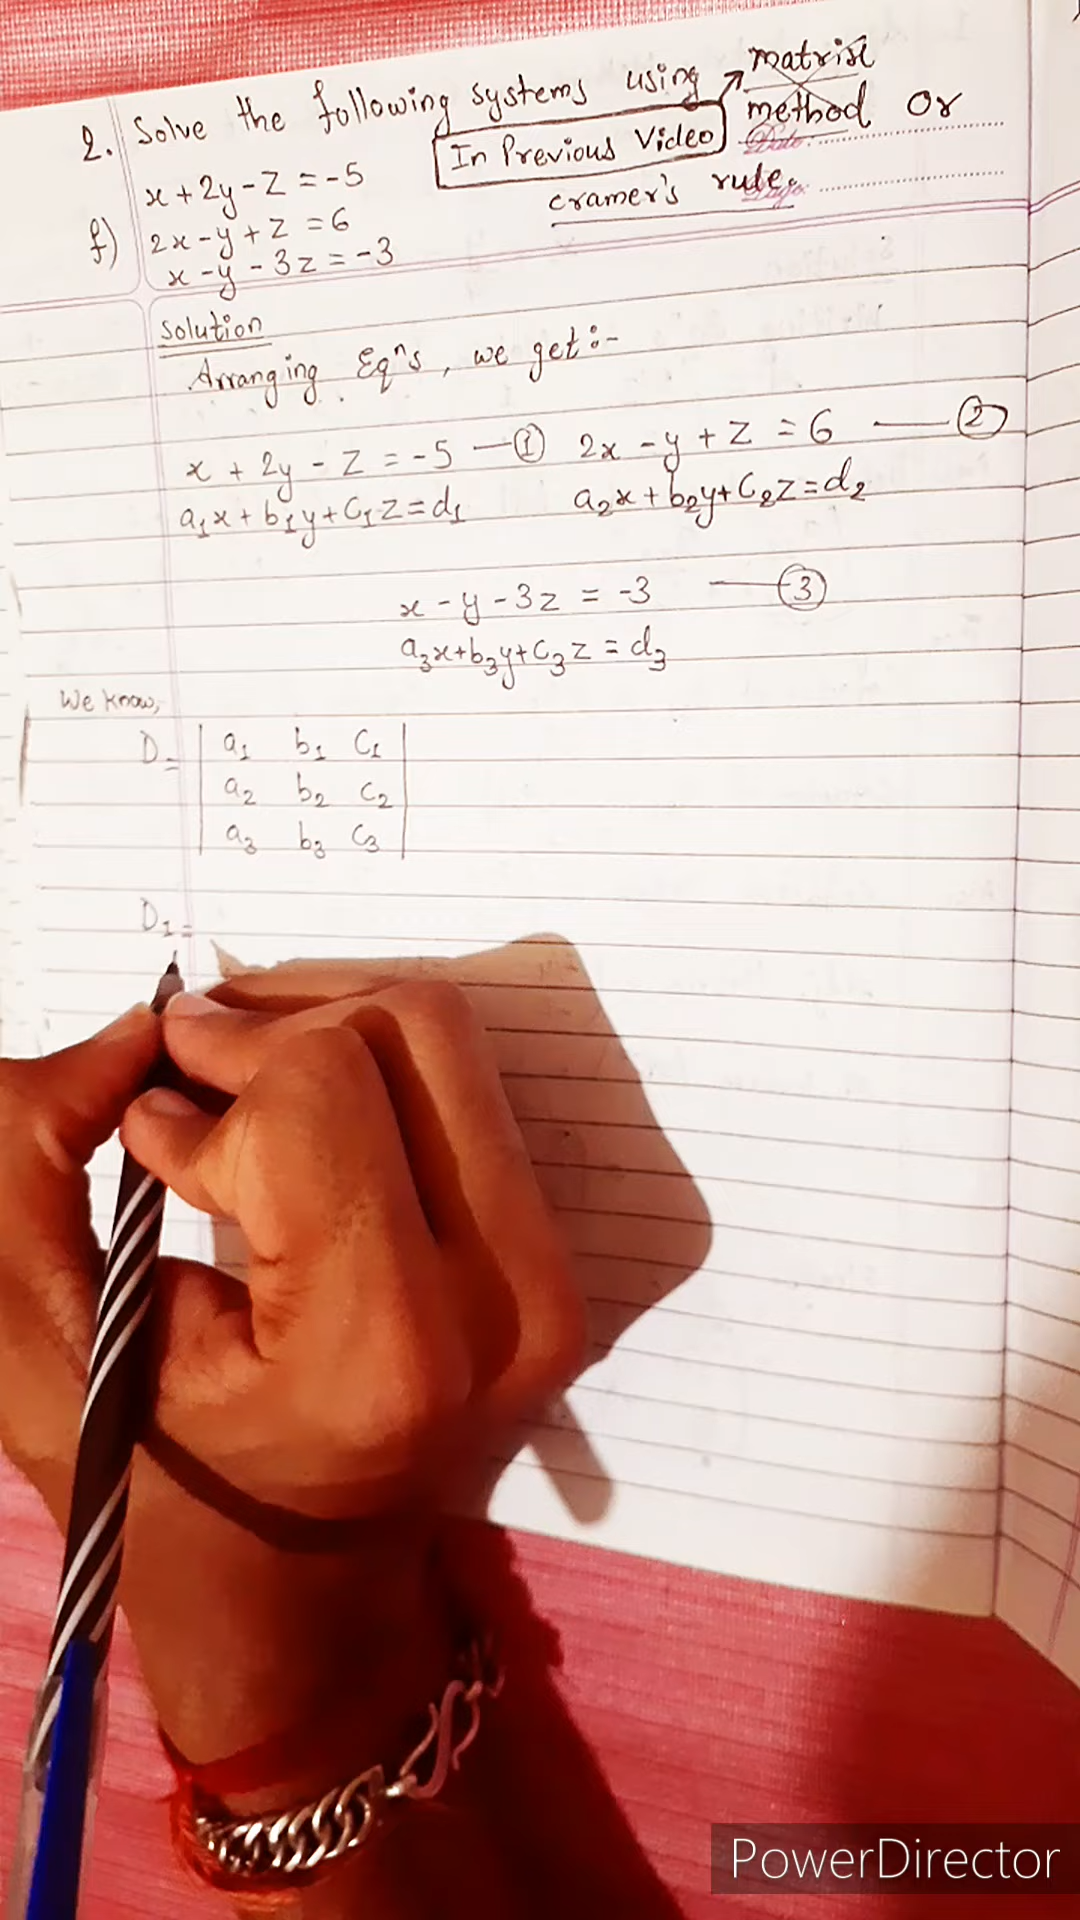 2. Solve the following systems using matrix
In Previous Video method Or
cramer's rule.
x + 2y - z = -5
f) 2x - y + z = 6
x - y - 3z = -3
Solution
Arranging Eqⁿs, we get :-
x + 2y - z = -5 — ① 2x - y + z = 6 — ②
a₁x + b₁y + c₁z = d₁ a₂x + b₂y + c₂z = d₂
x - y - 3z = -3 — ③
a₃x + b₃y + c₃z = d₃
We know,
D = | a₁ b₁ c₁ |
| a₂ b₂ c₂ |
| a₃ b₃ c₃ |
D₁ =
PowerDirector